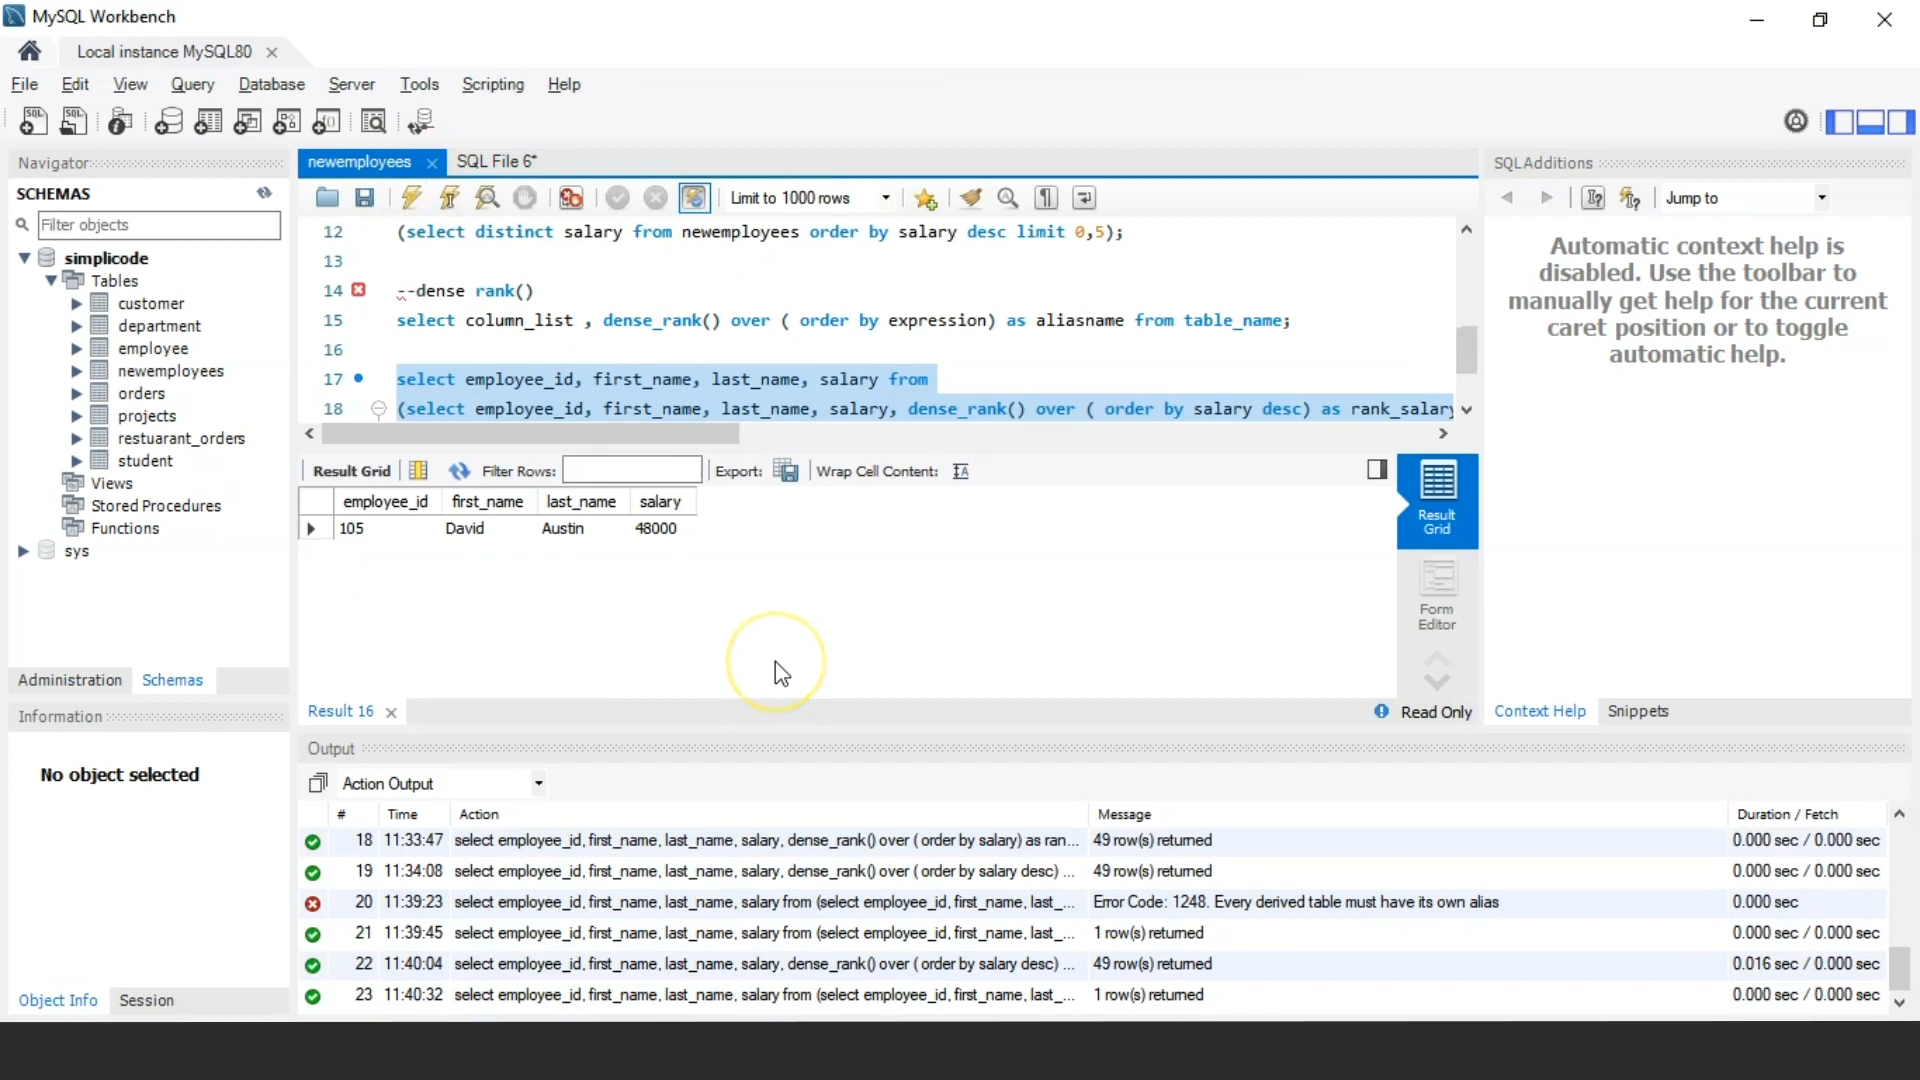 MySQL Workbench
Local instance MySQL80
File Edit View Query Database Server Tools Scripting Help
Navigator
SCHEMAS
Filter objects
simplicode
Tables
customer
department
employee
newemployees
orders
projects
restuarant_orders
student
Views
Stored Procedures
Functions
sys
Administration Schemas
Information
No object selected
Object Info Session
newemployees SQL File 6*
Limit to 1000 rows
12 (select distinct salary from newemployees order by salary desc limit 0,5);
13
14 --dense rank()
15 select column_list , dense_rank() over ( order by expression) as aliasname from table_name;
16
17 select employee_id, first_name, last_name, salary from
18 (select employee_id, first_name, last_name, salary, dense_rank() over ( order by salary desc) as rank_salary
Result Grid Filter Rows: Export: Wrap Cell Content:
employee_id first_name last_name salary
105 David Austin 48000
Result Grid
Form Editor
Result 16 Read Only
SQLAdditions
Jump to
Automatic context help is
disabled. Use the toolbar to
manually get help for the current
caret position or to toggle
automatic help.
Context Help Snippets
Output
Action Output
# Time Action Message Duration / Fetch
18 11:33:47 select employee_id, first_name, last_name, salary, dense_rank() over ( order by salary) as ran... 49 row(s) returned 0.000 sec / 0.000 sec
19 11:34:08 select employee_id, first_name, last_name, salary, dense_rank() over ( order by salary desc) ... 49 row(s) returned 0.000 sec / 0.000 sec
20 11:39:23 select employee_id, first_name, last_name, salary from (select employee_id, first_name, last_... Error Code: 1248. Every derived table must have its own alias 0.000 sec
21 11:39:45 select employee_id, first_name, last_name, salary from (select employee_id, first_name, last_... 1 row(s) returned 0.000 sec / 0.000 sec
22 11:40:04 select employee_id, first_name, last_name, salary, dense_rank() over ( order by salary desc) ... 49 row(s) returned 0.016 sec / 0.000 sec
23 11:40:32 select employee_id, first_name, last_name, salary from (select employee_id, first_name, last_... 1 row(s) returned 0.000 sec / 0.000 sec